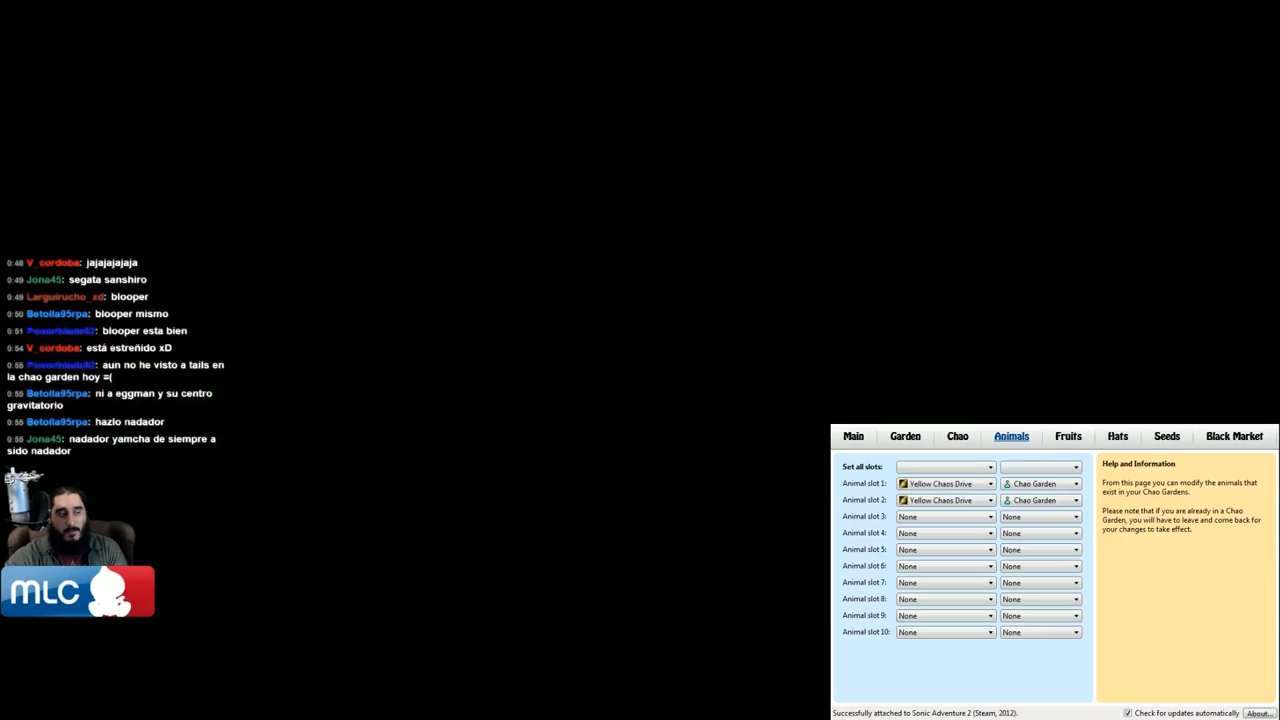 0:48 V_cordoba: jajajajajaja
0:49 Jona45: segata sanshiro
0:49 Larguirucho_xd: blooper
0:50 Betolla95rpa: blooper mismo
0:51 : blooper esta bien
0:54 V_cordoba: está estreñido xD
0:55 : aun no he visto a tails en
la chao garden hoy =(
0:55 Betolla95rpa: ni a eggman y su centro
gravitatorio
0:55 Betolla95rpa: hazlo nadador
0:55 Jona45: nadador yamcha de siempre a
sido nadador
MLC
Main Garden Chao Animals Fruits Hats Seeds Black Market
Set all slots:
Animal slot 1: Yellow Chaos Drive Chao Garden
Animal slot 2: Yellow Chaos Drive Chao Garden
Animal slot 3: None None
Animal slot 4: None None
Animal slot 5: None None
Animal slot 6: None None
Animal slot 7: None None
Animal slot 8: None None
Animal slot 9: None None
Animal slot 10: None None
Help and Information
From this page you can modify the animals that
exist in your Chao Gardens.
Please note that if you are already in a Chao
Garden, you will have to leave and come back for
your changes to take effect.
Successfully attached to Sonic Adventure 2 (Steam, 2012).
Check for updates automatically About...